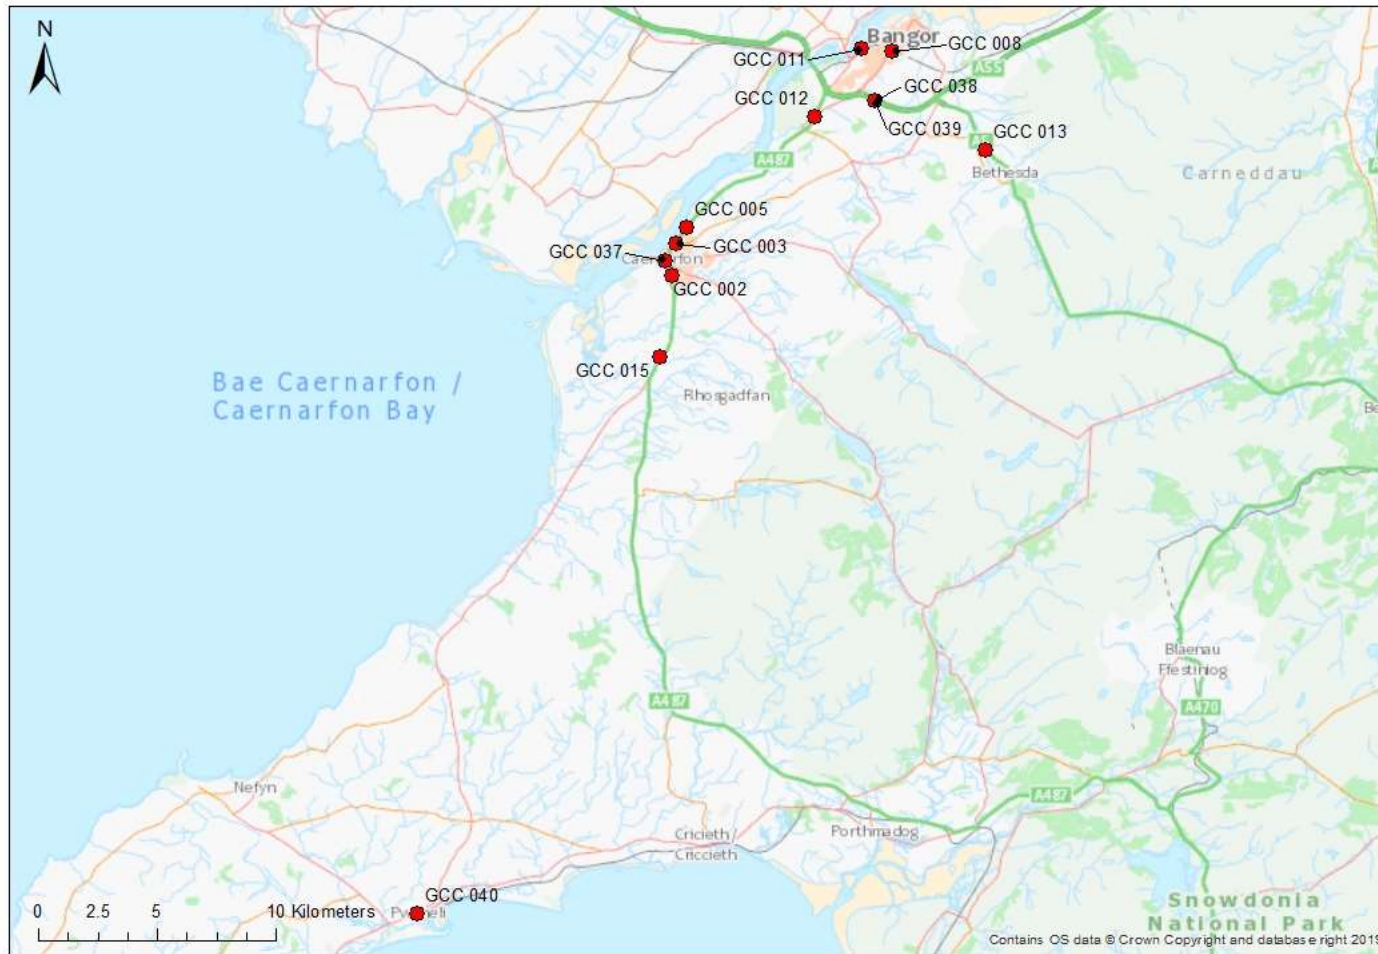 N
Bangor
GCC 008
GCC 011
A55
GCC 038
GCC 012
GCC 039
GCC 013
A487
Bethesda
Carneddau
GCC 005
GCC 003
GCC 037
GCC 002
GCC 015
Bae Caernarfon /
Caernarfon Bay
Rhosgadfan
Blaenau
Ffestiniog
A487
A470
Nefyn
A487
Cricieth /
Criccieth
Porthmadog
GCC 040
0 2.5 5 10 Kilometers
Snowdonia
National Park
Contains OS data © Crown Copyright and database right 2019